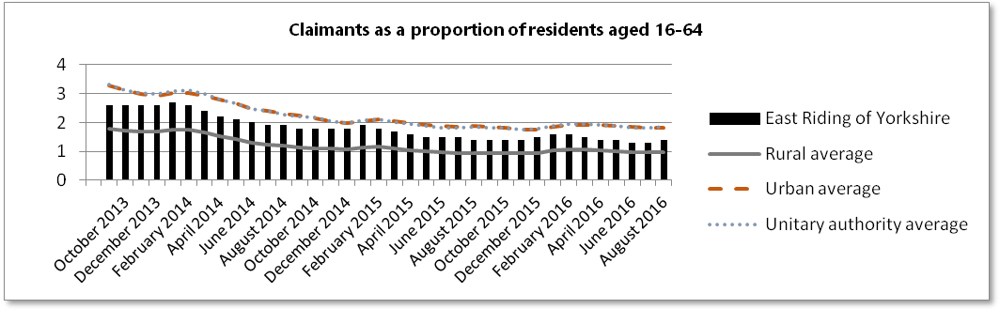 Claimants as a proportion of residents aged 16-64
4
3
2
1
0
October 2013
December 2013
February 2014
April 2014
June 2014
August 2014
October 2014
December 2014
February 2015
April 2015
June 2015
August 2015
October 2015
December 2015
February 2016
April 2016
June 2016
August 2016
East Riding of Yorkshire
Rural average
Urban average
Unitary authority average